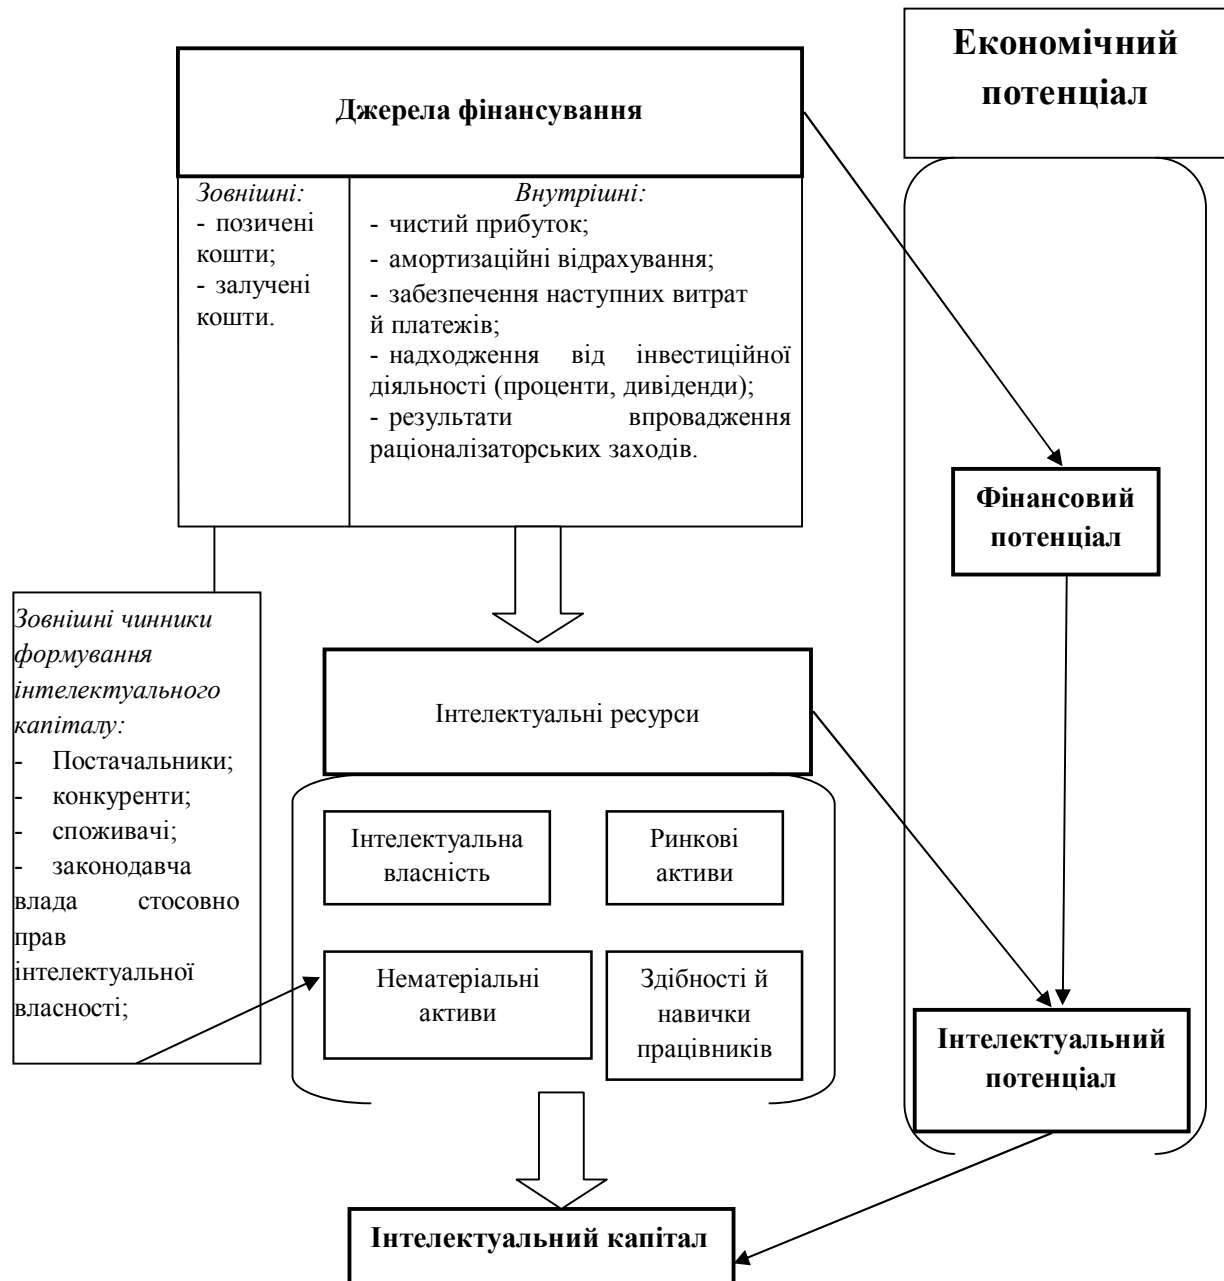 Економічний
потенціал
Джерела фінансування
Зовнішні:
- позичені
кошти;
- залучені
кошти.
Внутрішні:
- чистий прибуток;
- амортизаційні відрахування;
- забезпечення наступних витрат
й платежів;
- надходження від інвестиційної
діяльності (проценти, дивіденди);
- результати впровадження
раціоналізаторських заходів.
Фінансовий
потенціал
Зовнішні чинники
формування
інтелектуального
капіталу:
- Постачальники;
- конкуренти;
- споживачі;
- законодавча
влада стосовно
прав
інтелектуальної
власності;
Інтелектуальні ресурси
Інтелектуальна
власність
Ринкові
активи
Нематеріальні
активи
Здібності й
навички
працівників
Інтелектуальний
потенціал
Інтелектуальний капітал